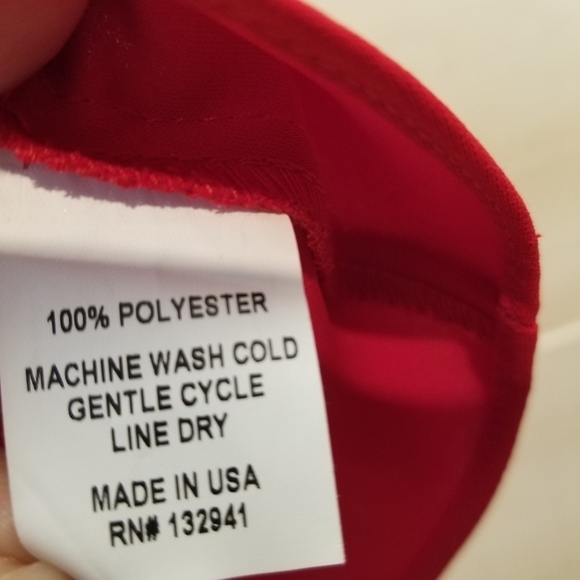 100% POLYESTER
MACHINE WASH COLD
GENTLE CYCLE
LINE DRY
MADE IN USA
RN# 132941